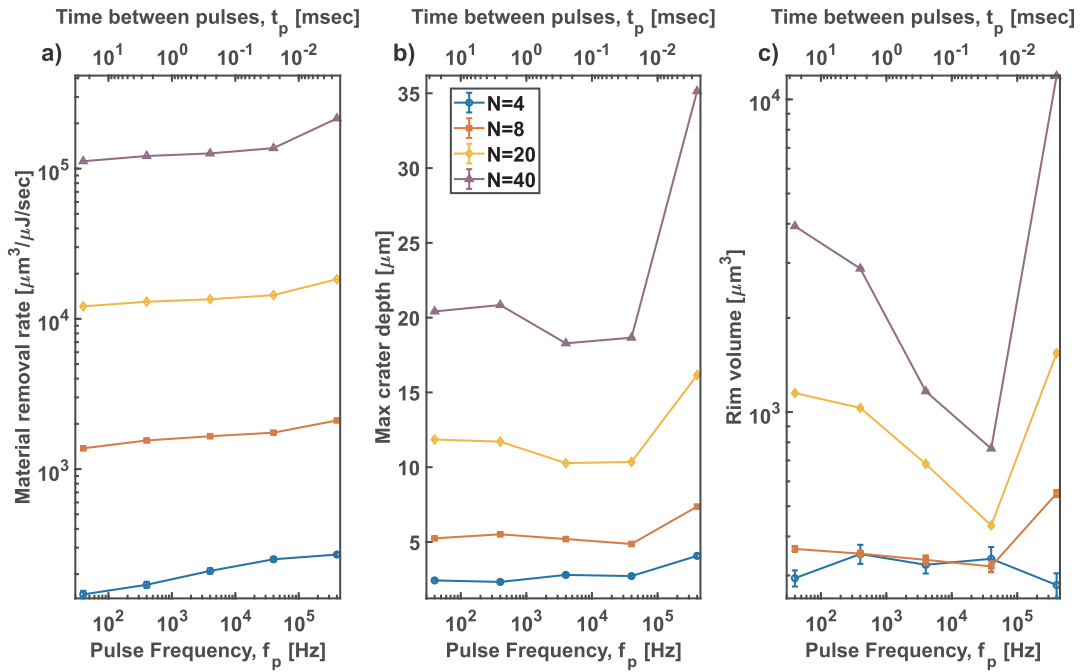 Time between pulses, t_p [msec]
10^1 10^0 10^-1 10^-2
a)
Material removal rate [μm^3/μJ/sec]
10^5
10^4
10^3
10^2 10^3 10^4 10^5
Pulse Frequency, f_p [Hz]
Time between pulses, t_p [msec]
10^1 10^0 10^-1 10^-2
b)
N=4
N=8
N=20
N=40
Max crater depth [μm]
35
30
25
20
15
10
5
10^2 10^3 10^4 10^5
Pulse Frequency, f_p [Hz]
Time between pulses, t_p [msec]
10^1 10^0 10^-1 10^-2
c)
Rim volume [μm^3]
10^4
10^3
10^2 10^3 10^4 10^5
Pulse Frequency, f_p [Hz]